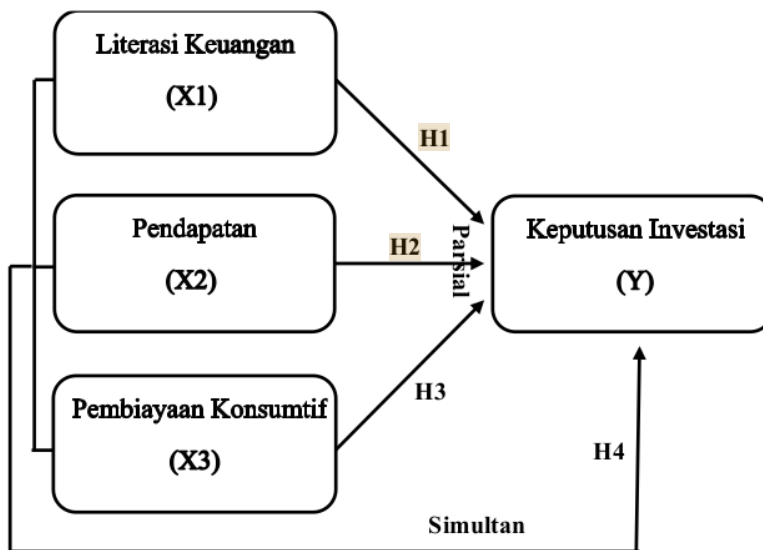 Literasi Keuangan
(X1)
H1
Pendapatan
(X2)
H2
Parsial
Keputusan Investasi
(Y)
Pembiayaan Konsumtif
(X3)
H3
H4
Simultan